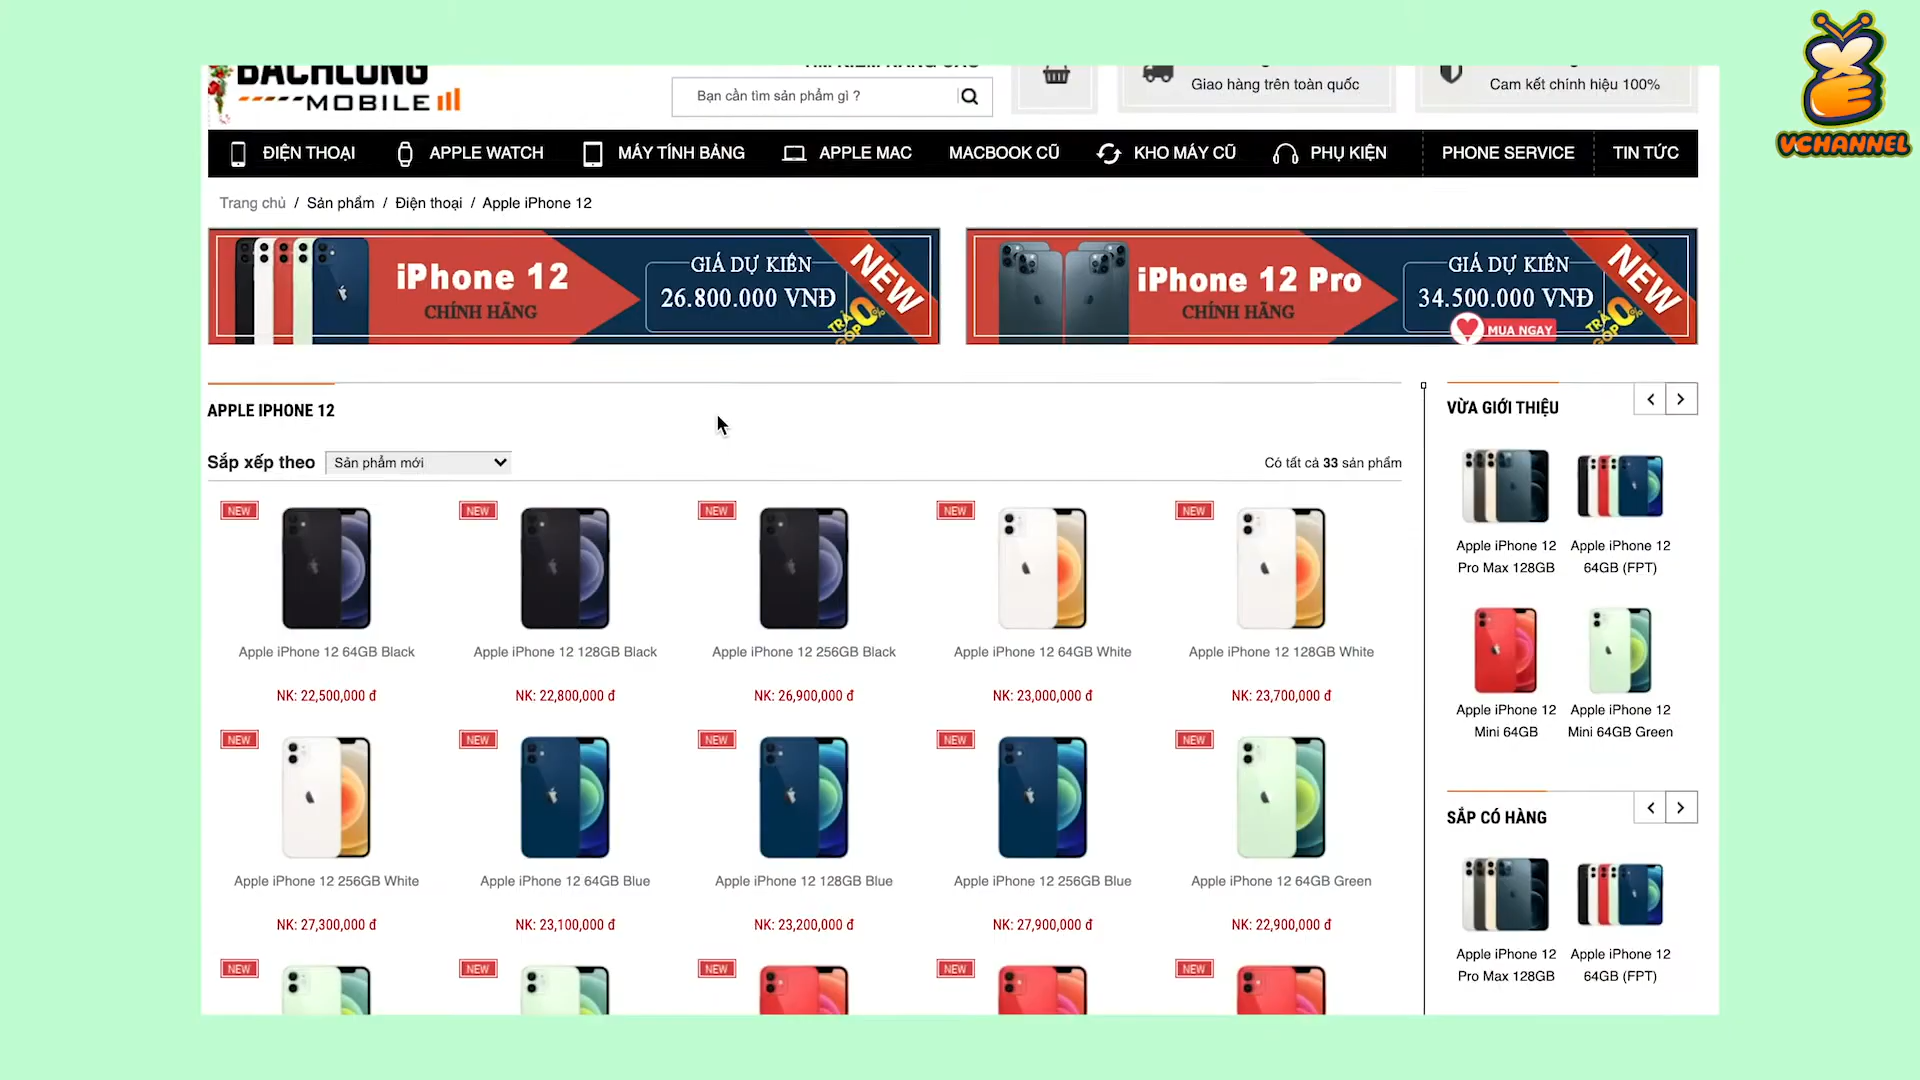 BACHLONG
MOBILE
Bạn cần tìm sản phẩm gì ?
Giao hàng trên toàn quốc
Cam kết chính hiệu 100%
VCHANNEL
ĐIỆN THOẠI
APPLE WATCH
MÁY TÍNH BẢNG
APPLE MAC
MACBOOK CŨ
KHO MÁY CŨ
PHỤ KIỆN
PHONE SERVICE
TIN TỨC
Trang chủ / Sản phẩm / Điện thoại / Apple iPhone 12
iPhone 12
CHÍNH HÃNG
GIÁ DỰ KIẾN
26.800.000 VNĐ
NEW
TRẢ GÓP 0%
iPhone 12 Pro
CHÍNH HÃNG
GIÁ DỰ KIẾN
34.500.000 VNĐ
MUA NGAY
NEW
TRẢ GÓP 0%
APPLE IPHONE 12
Sắp xếp theo
Sản phẩm mới
Có tất cả 33 sản phẩm
NEW
NEW
NEW
NEW
NEW
Apple iPhone 12 64GB Black
Apple iPhone 12 128GB Black
Apple iPhone 12 256GB Black
Apple iPhone 12 64GB White
Apple iPhone 12 128GB White
NK: 22,500,000 đ
NK: 22,800,000 đ
NK: 26,900,000 đ
NK: 23,000,000 đ
NK: 23,700,000 đ
NEW
NEW
NEW
NEW
NEW
Apple iPhone 12 256GB White
Apple iPhone 12 64GB Blue
Apple iPhone 12 128GB Blue
Apple iPhone 12 256GB Blue
Apple iPhone 12 64GB Green
NK: 27,300,000 đ
NK: 23,100,000 đ
NK: 23,200,000 đ
NK: 27,900,000 đ
NK: 22,900,000 đ
NEW
NEW
NEW
NEW
NEW
VỪA GIỚI THIỆU
Apple iPhone 12
Pro Max 128GB
Apple iPhone 12
64GB (FPT)
Apple iPhone 12
Mini 64GB
Apple iPhone 12
Mini 64GB Green
SẮP CÓ HÀNG
Apple iPhone 12
Pro Max 128GB
Apple iPhone 12
64GB (FPT)